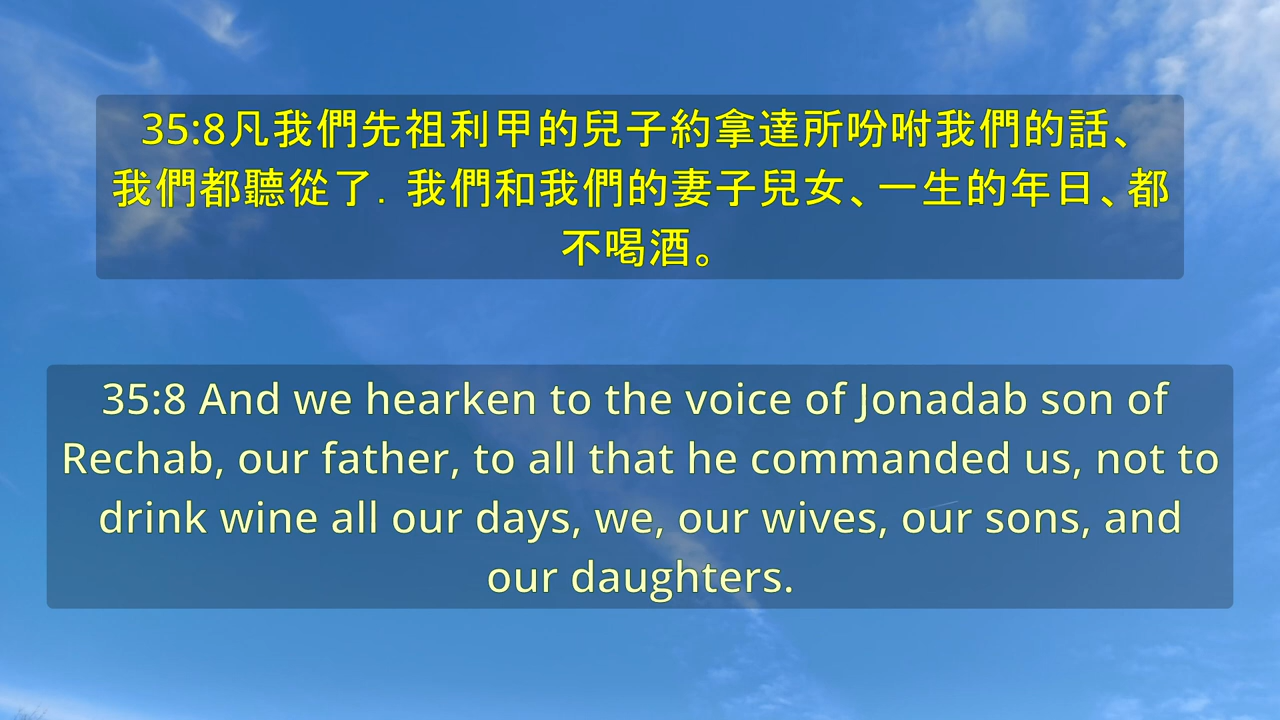 35:8凡我們先祖利甲的兒子約拿達所吩咐我們的話、
我們都聽從了．我們和我們的妻子兒女、一生的年日、都
不喝酒。
35:8 And we hearken to the voice of Jonadab son of
Rechab, our father, to all that he commanded us, not to
drink wine all our days, we, our wives, our sons, and
our daughters.